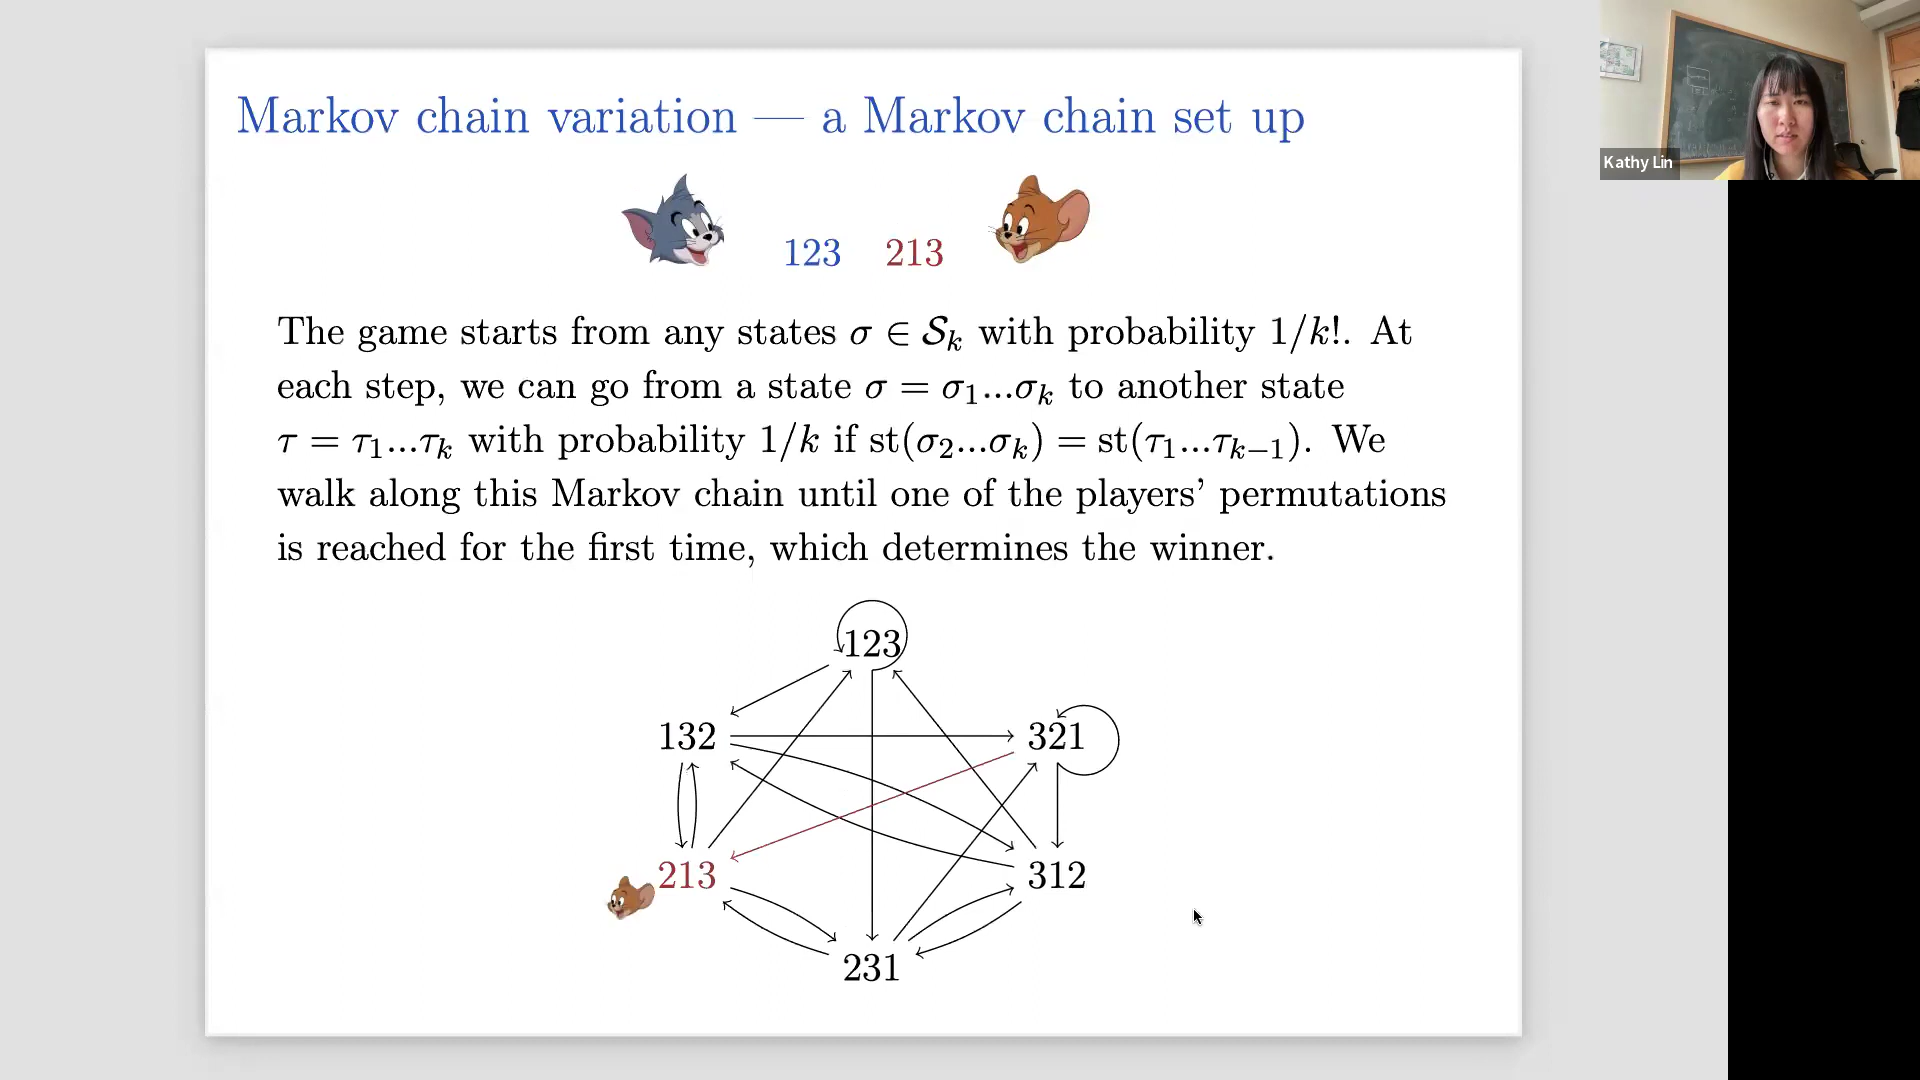 Markov chain variation — a Markov chain set up
123 213
The game starts from any states σ ∈ 𝒮ₖ with probability 1/k!. At
each step, we can go from a state σ = σ₁...σₖ to another state
τ = τ₁...τₖ with probability 1/k if st(σ₂...σₖ) = st(τ₁...τₖ₋₁). We
walk along this Markov chain until one of the players' permutations
is reached for the first time, which determines the winner.
123
132 321
213 312
231
Kathy Lin